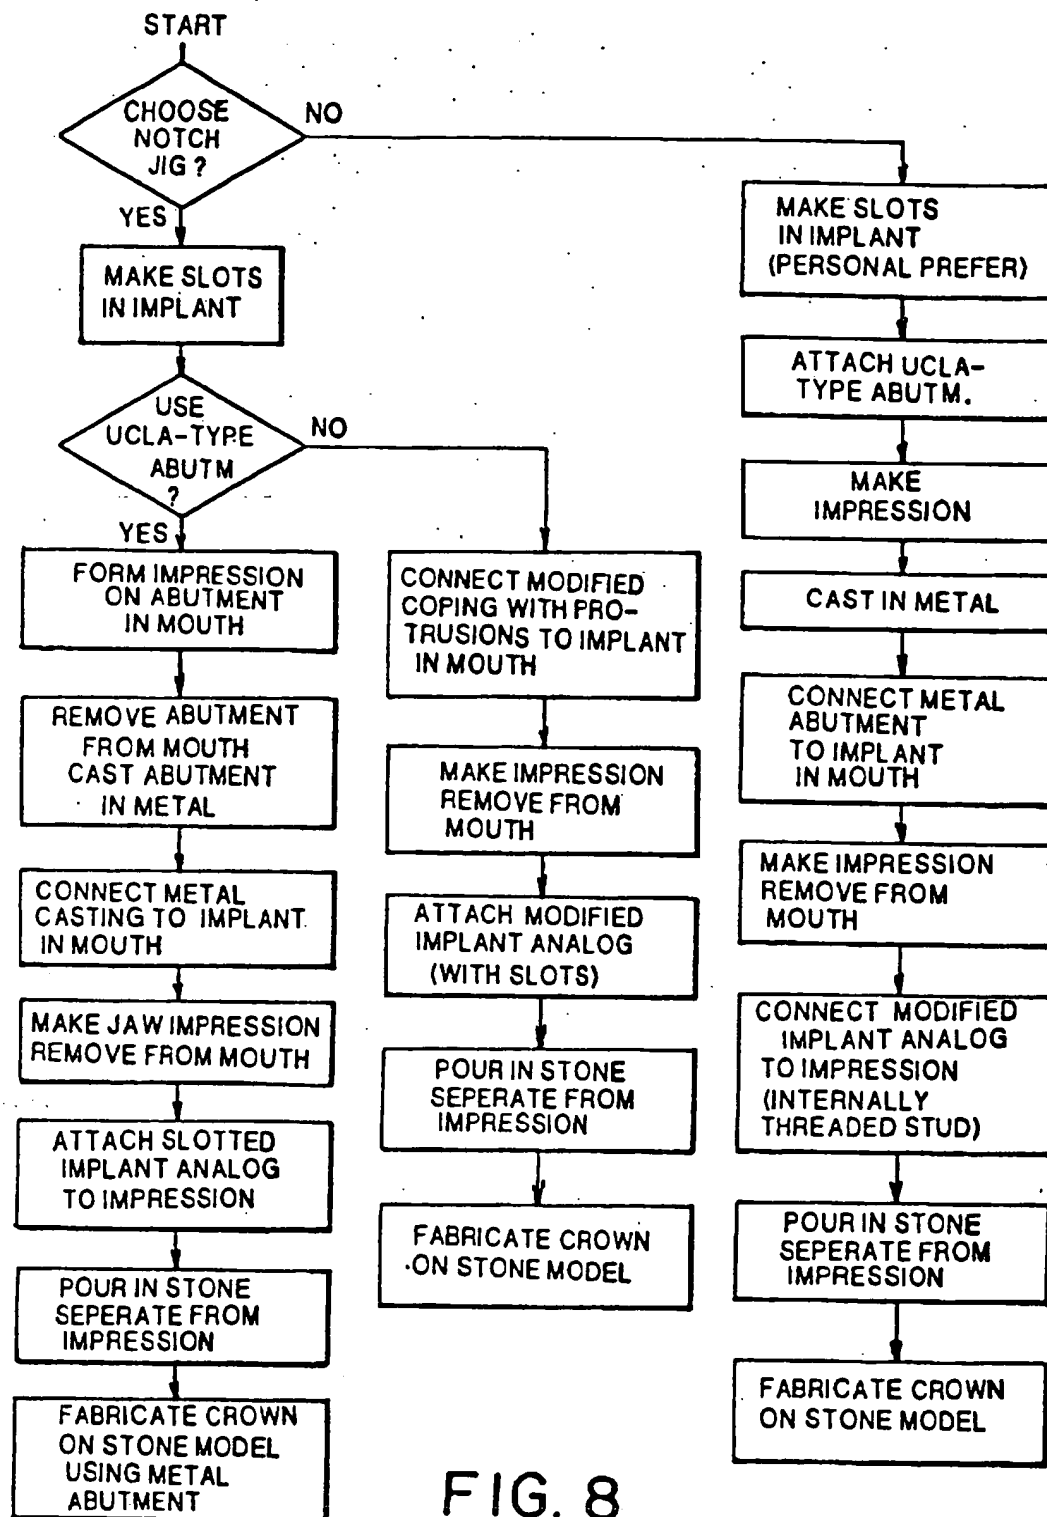 START
CHOOSE
NOTCH
JIG ?
NO
YES
MAKE SLOTS
IN IMPLANT
USE
UCLA-TYPE
ABUTM
?
NO
YES
FORM IMPRESSION
ON ABUTMENT
IN MOUTH
REMOVE ABUTMENT
FROM MOUTH
CAST ABUTMENT
IN METAL
CONNECT METAL
CASTING TO IMPLANT
IN MOUTH
MAKE JAW IMPRESSION
REMOVE FROM MOUTH
ATTACH SLOTTED
IMPLANT ANALOG
TO IMPRESSION
POUR IN STONE
SEPERATE FROM
IMPRESSION
FABRICATE CROWN
ON STONE MODEL
USING METAL
ABUTMENT
CONNECT MODIFIED
COPING WITH PRO-
TRUSIONS TO IMPLANT
IN MOUTH
MAKE IMPRESSION
REMOVE FROM
MOUTH
ATTACH MODIFIED
IMPLANT ANALOG
(WITH SLOTS)
POUR IN STONE
SEPERATE FROM
IMPRESSION
FABRICATE CROWN
ON STONE MODEL
MAKE SLOTS
IN IMPLANT
(PERSONAL PREFER)
ATTACH UCLA-
TYPE ABUTM.
MAKE
IMPRESSION
CAST IN METAL
CONNECT METAL
ABUTMENT
TO IMPLANT
IN MOUTH
MAKE IMPRESSION
REMOVE FROM
MOUTH
CONNECT MODIFIED
IMPLANT ANALOG
TO IMPRESSION
(INTERNALLY
THREADED STUD)
POUR IN STONE
SEPERATE FROM
IMPRESSION
FABRICATE CROWN
ON STONE MODEL
FIG. 8